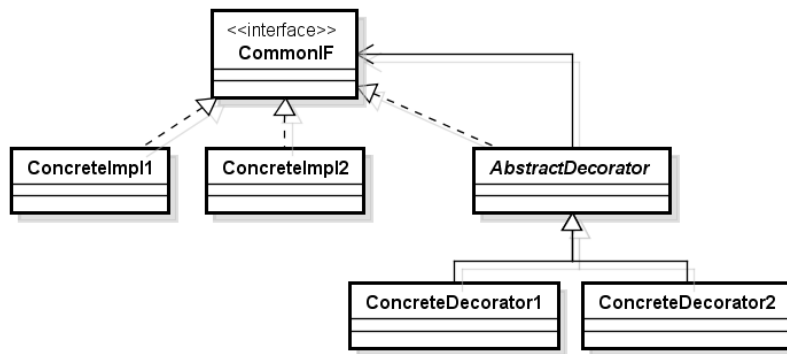 <<interface>>
CommonIF
ConcreteImpl1
ConcreteImpl2
AbstractDecorator
ConcreteDecorator1
ConcreteDecorator2